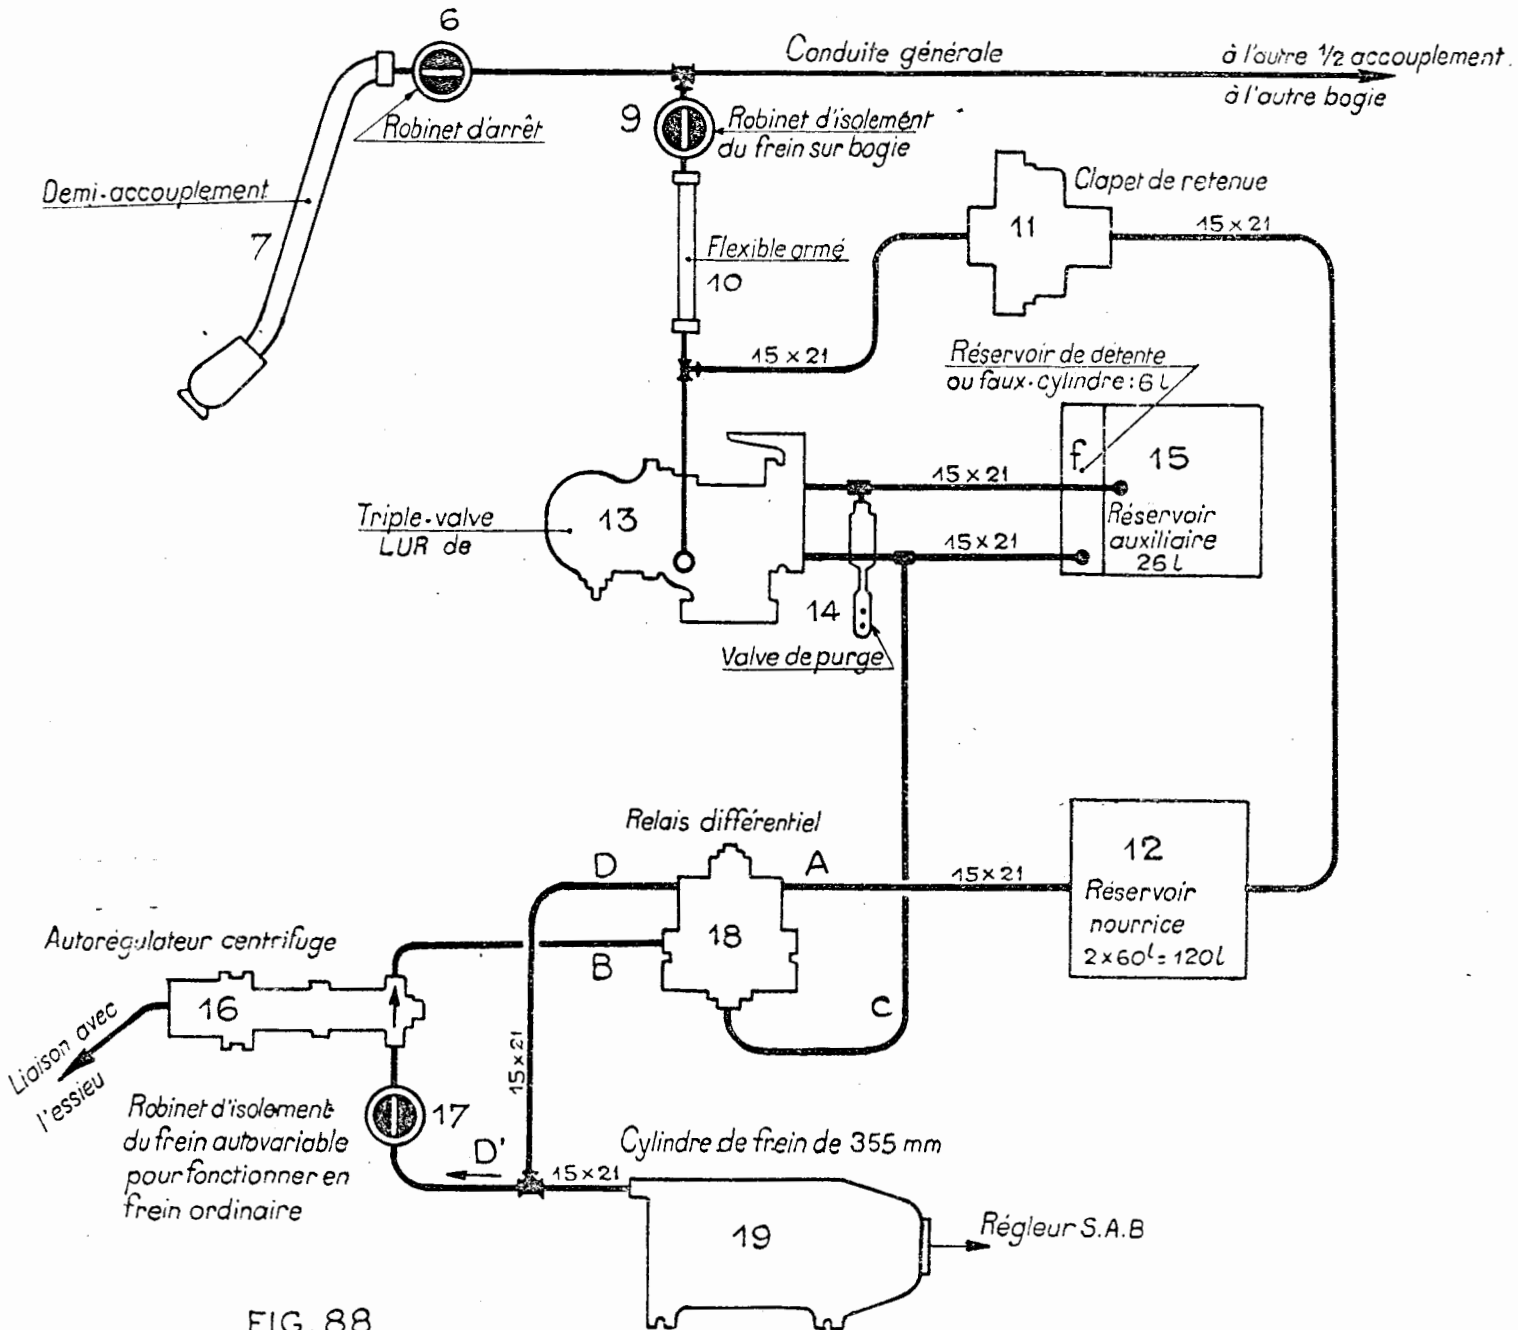 6
Conduite générale
à l'autre 1/2 accouplement.
à l'autre bogie
Robinet d'arrêt
9
Robinet d'isolement
du frein sur bogie
Demi-accouplement
7
Clapet de retenue
11
15 x 21
Flexible armé
10
15 x 21
Réservoir de détente
ou faux-cylindre : 6 l
f
15
15 x 21
Réservoir
auxiliaire
26 l
Triple-valve
LUR de
13
15 x 21
14
Valve de purge
Relais différentiel
D
A
15 x 21
12
Réservoir
nourrice
2 x 60l = 120l
18
B
C
Autorégulateur centrifuge
16
Liaison avec
l'essieu
15 x 21
Robinet d'isolement
du frein autovariable
pour fonctionner en
frein ordinaire
17
D'
15 x 21
Cylindre de frein de 355 mm
19
Régleur S.A.B
FIG. 88